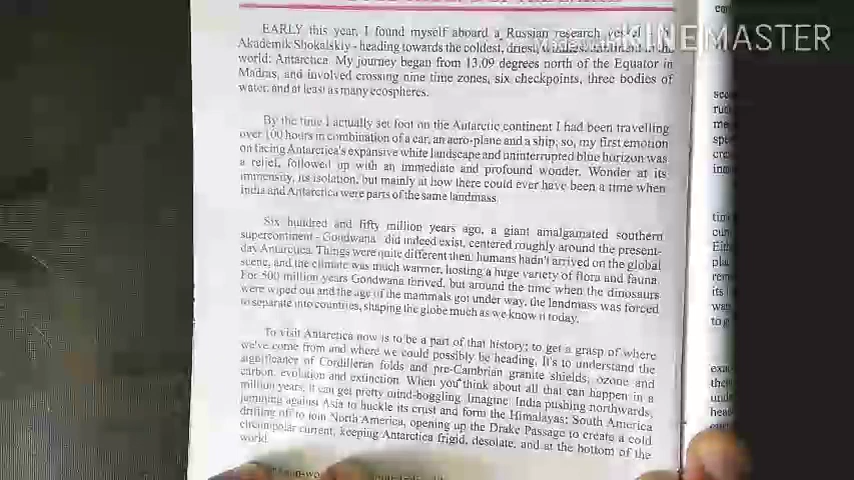 EARLY this year, I found myself aboard a Russian research vessel
Akademik Shokalskiy - heading towards the coldest, driest, windiest continent in the
world: Antarctica. My journey began from 13.09 degrees north of the Equator in
Madras, and involved crossing nine time zones, six checkpoints, three bodies of
water, and at least as many ecospheres.
By the time I actually set foot on the Antarctic continent I had been travelling
over 100 hours in combination of a car, an aero-plane and a ship; so, my first emotion
on facing Antarctica's expansive white landscape and uninterrupted blue horizon was
a relief, followed up with an immediate and profound wonder. Wonder at its
immensity, its isolation, but mainly at how there could ever have been a time when
India and Antarctica were parts of the same landmass.
Six hundred and fifty million years ago, a giant amalgamated southern
supercontinent - Gondwana did indeed exist, centered roughly around the present-
day Antarctica. Things were quite different then: humans hadn't arrived on the global
scene, and the climate was much warmer, hosting a huge variety of flora and fauna.
For 500 million years Gondwana thrived, but around the time when the dinosaurs
were wiped out and the age of the mammals got under way, the landmass was forced
to separate into countries, shaping the globe much as we know it today.
To visit Antarctica now is to be a part of that history; to get a grasp of where
we've come from and where we could possibly be heading. It's to understand the
significance of Cordilleran folds and pre-Cambrian granite shields, ozone and
carbon, evolution and extinction. When you think about all that can happen in a
million years, it can get pretty mind-boggling. Imagine: India pushing northwards,
jamming against Asia to buckle its crust and form the Himalayas; South America
drifting off to join North America, opening up the Drake Passage to create a cold
circumpolar current, keeping Antarctica frigid, desolate, and at the bottom of the
world.
KINEMASTER